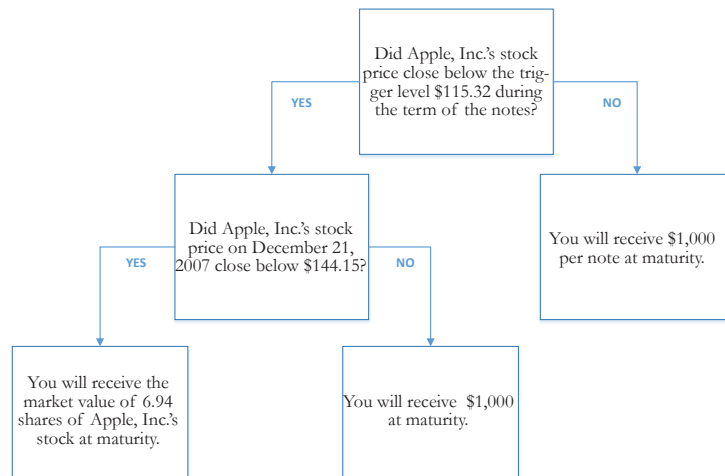 Did Apple, Inc.'s stock
price close below the trig-
ger level $115.32 during
the term of the notes?
YES
NO
Did Apple, Inc.'s stock
price on December 21,
2007 close below $144.15?
You will receive $1,000
per note at maturity.
YES
NO
You will receive the
market value of 6.94
shares of Apple, Inc.'s
stock at maturity.
You will receive $1,000
at maturity.